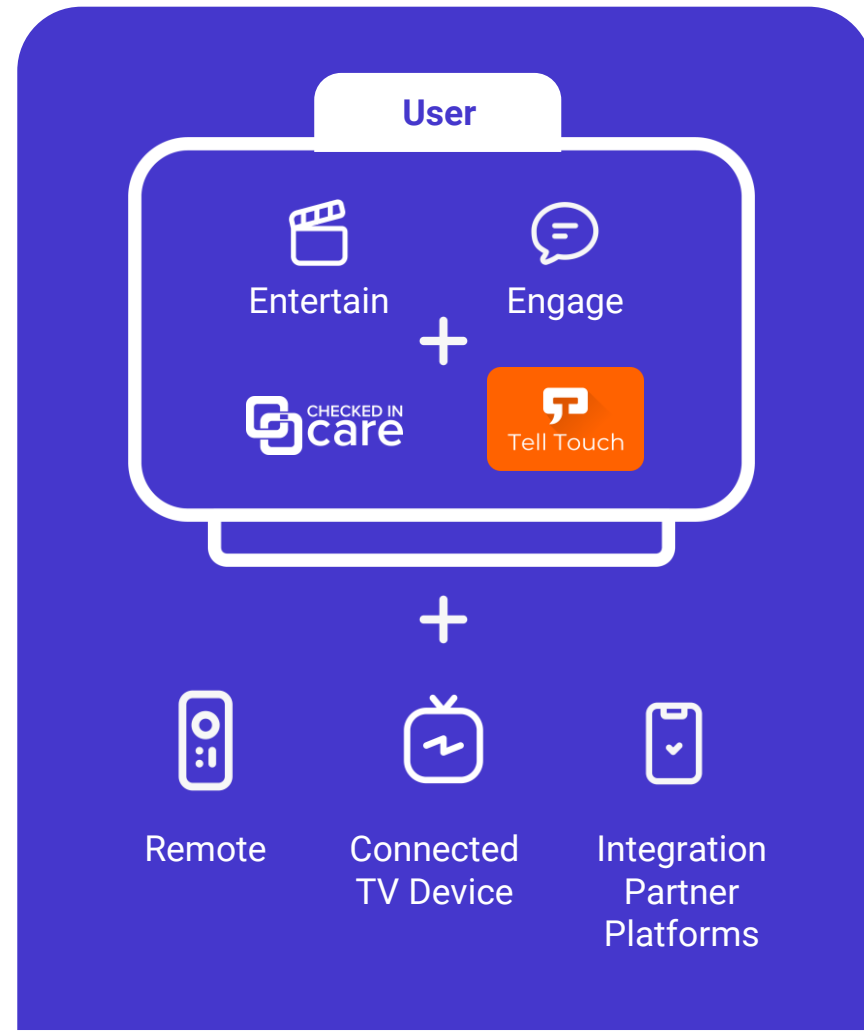 User
Entertain
Engage
+
CHECKED IN
care
Tell Touch
+
Remote
Connected
TV Device
Integration
Partner
Platforms